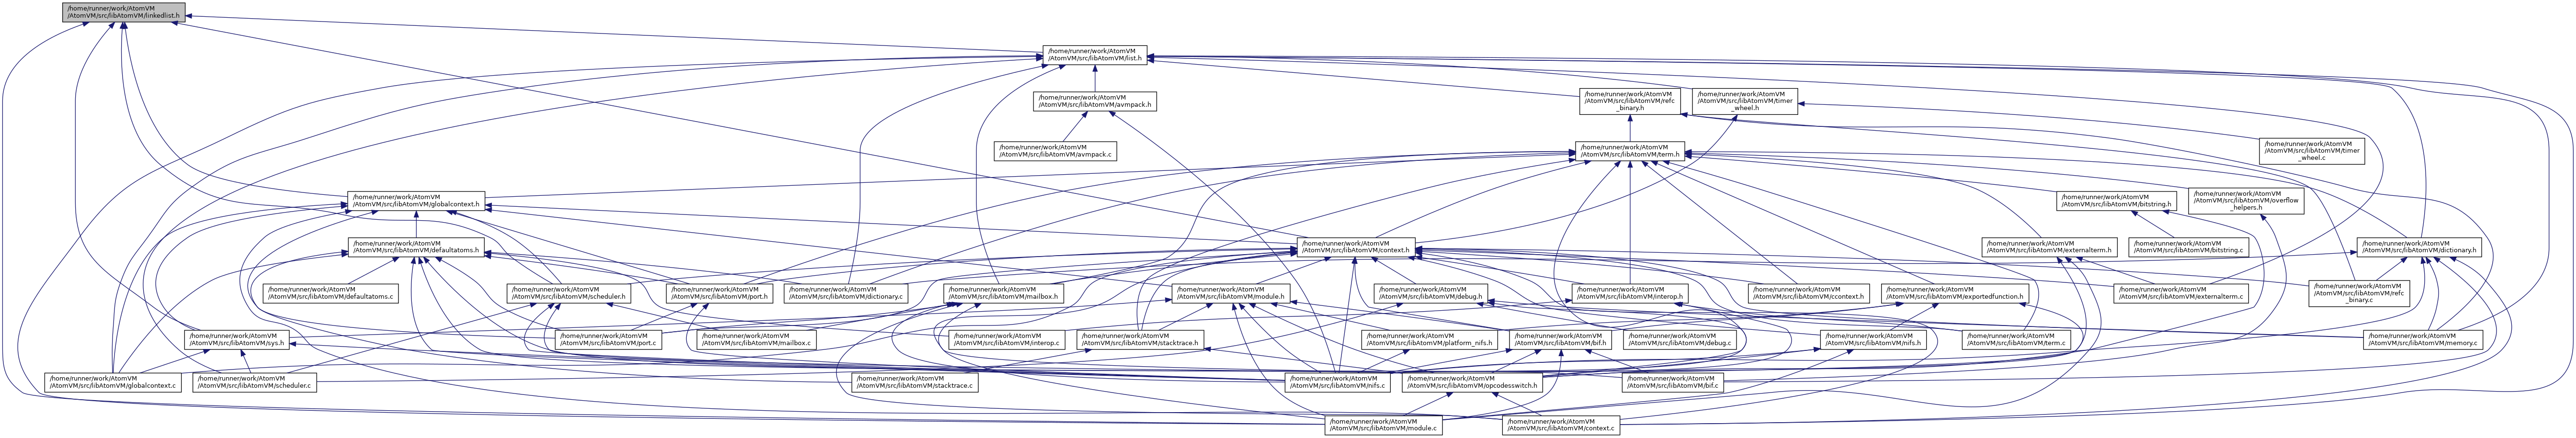 /home/runner/work/AtomVM
/AtomVM/src/libAtomVM/linkedlist.h
/home/runner/work/AtomVM
/AtomVM/src/libAtomVM/list.h
/home/runner/work/AtomVM
/AtomVM/src/libAtomVM/avmpack.h
/home/runner/work/AtomVM
/AtomVM/src/libAtomVM/refc
_binary.h
/home/runner/work/AtomVM
/AtomVM/src/libAtomVM/timer
_wheel.h
/home/runner/work/AtomVM
/AtomVM/src/libAtomVM/avmpack.c
/home/runner/work/AtomVM
/AtomVM/src/libAtomVM/term.h
/home/runner/work/AtomVM
/AtomVM/src/libAtomVM/timer
_wheel.c
/home/runner/work/AtomVM
/AtomVM/src/libAtomVM/globalcontext.h
/home/runner/work/AtomVM
/AtomVM/src/libAtomVM/bitstring.h
/home/runner/work/AtomVM
/AtomVM/src/libAtomVM/overflow
_helpers.h
/home/runner/work/AtomVM
/AtomVM/src/libAtomVM/defaultatoms.h
/home/runner/work/AtomVM
/AtomVM/src/libAtomVM/context.h
/home/runner/work/AtomVM
/AtomVM/src/libAtomVM/externalterm.h
/home/runner/work/AtomVM
/AtomVM/src/libAtomVM/bitstring.c
/home/runner/work/AtomVM
/AtomVM/src/libAtomVM/dictionary.h
/home/runner/work/AtomVM
/AtomVM/src/libAtomVM/defaultatoms.c
/home/runner/work/AtomVM
/AtomVM/src/libAtomVM/scheduler.h
/home/runner/work/AtomVM
/AtomVM/src/libAtomVM/port.h
/home/runner/work/AtomVM
/AtomVM/src/libAtomVM/dictionary.c
/home/runner/work/AtomVM
/AtomVM/src/libAtomVM/mailbox.h
/home/runner/work/AtomVM
/AtomVM/src/libAtomVM/module.h
/home/runner/work/AtomVM
/AtomVM/src/libAtomVM/debug.h
/home/runner/work/AtomVM
/AtomVM/src/libAtomVM/interop.h
/home/runner/work/AtomVM
/AtomVM/src/libAtomVM/ccontext.h
/home/runner/work/AtomVM
/AtomVM/src/libAtomVM/exportedfunction.h
/home/runner/work/AtomVM
/AtomVM/src/libAtomVM/externalterm.c
/home/runner/work/AtomVM
/AtomVM/src/libAtomVM/refc
_binary.c
/home/runner/work/AtomVM
/AtomVM/src/libAtomVM/sys.h
/home/runner/work/AtomVM
/AtomVM/src/libAtomVM/port.c
/home/runner/work/AtomVM
/AtomVM/src/libAtomVM/mailbox.c
/home/runner/work/AtomVM
/AtomVM/src/libAtomVM/interop.c
/home/runner/work/AtomVM
/AtomVM/src/libAtomVM/stacktrace.h
/home/runner/work/AtomVM
/AtomVM/src/libAtomVM/platform_nifs.h
/home/runner/work/AtomVM
/AtomVM/src/libAtomVM/bif.h
/home/runner/work/AtomVM
/AtomVM/src/libAtomVM/debug.c
/home/runner/work/AtomVM
/AtomVM/src/libAtomVM/nifs.h
/home/runner/work/AtomVM
/AtomVM/src/libAtomVM/term.c
/home/runner/work/AtomVM
/AtomVM/src/libAtomVM/memory.c
/home/runner/work/AtomVM
/AtomVM/src/libAtomVM/globalcontext.c
/home/runner/work/AtomVM
/AtomVM/src/libAtomVM/scheduler.c
/home/runner/work/AtomVM
/AtomVM/src/libAtomVM/stacktrace.c
/home/runner/work/AtomVM
/AtomVM/src/libAtomVM/nifs.c
/home/runner/work/AtomVM
/AtomVM/src/libAtomVM/opcodesswitch.h
/home/runner/work/AtomVM
/AtomVM/src/libAtomVM/bif.c
/home/runner/work/AtomVM
/AtomVM/src/libAtomVM/module.c
/home/runner/work/AtomVM
/AtomVM/src/libAtomVM/context.c